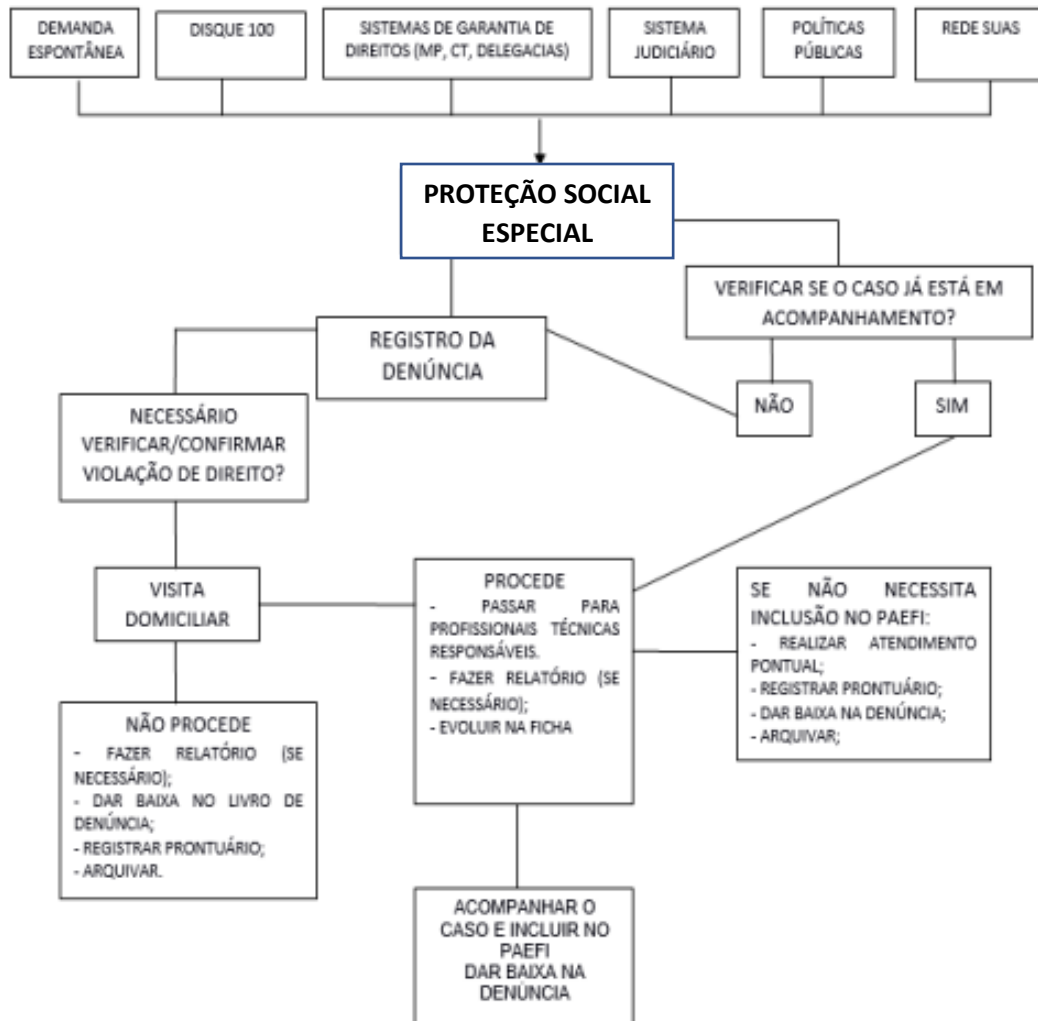 DEMANDA
ESPONTÂNEA
DISQUE 100
SISTEMAS DE GARANTIA DE
DIREITOS (MP, CT, DELEGACIAS)
SISTEMA
JUDICIÁRIO
POLÍTICAS
PÚBLICAS
REDE SUAS
PROTEÇÃO SOCIAL
ESPECIAL
VERIFICAR SE O CASO JÁ ESTÁ EM
ACOMPANHAMENTO?
REGISTRO DA
DENÚNCIA
NÃO
SIM
NECESSÁRIO
VERIFICAR/CONFIRMAR
VIOLAÇÃO DE DIREITO?
VISITA
DOMICILIAR
PROCEDE
- PASSAR PARA
PROFISSIONAIS TÉCNICAS
RESPONSÁVEIS.
- FAZER RELATÓRIO (SE
NECESSÁRIO);
- EVOLUIR NA FICHA
SE NÃO NECESSITA
INCLUSÃO NO PAEFI:
- REALIZAR ATENDIMENTO
PONTUAL;
- REGISTRAR PRONTUÁRIO;
- DAR BAIXA NA DENÚNCIA;
- ARQUIVAR;
NÃO PROCEDE
- FAZER RELATÓRIO (SE
NECESSÁRIO);
- DAR BAIXA NO LIVRO DE
DENÚNCIA;
- REGISTRAR PRONTUÁRIO;
- ARQUIVAR.
ACOMPANHAR O
CASO E INCLUIR NO
PAEFI
DAR BAIXA NA
DENÚNCIA